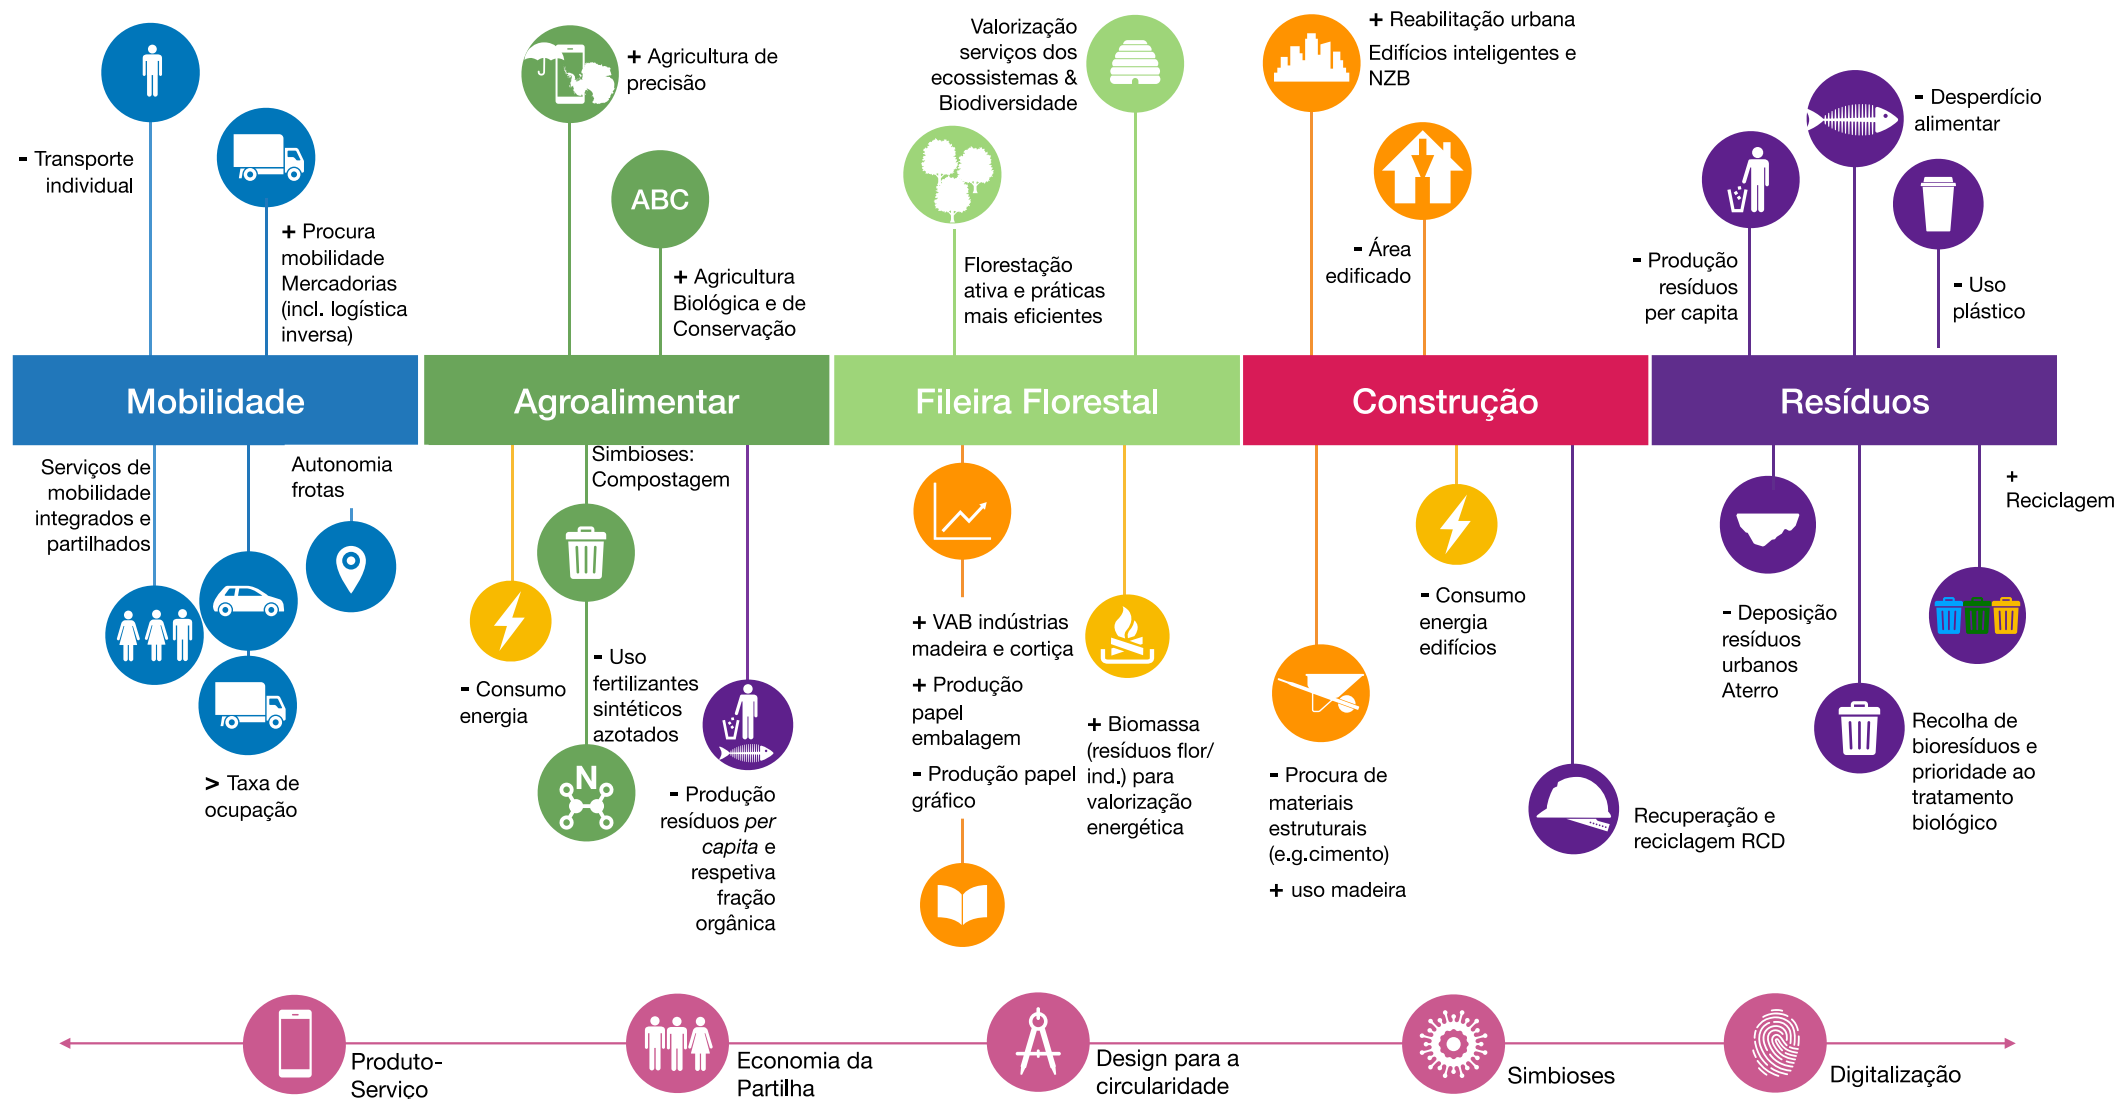 - Transporte
individual
+ Procura
mobilidade
Mercadorias
(incl. logística
inversa)
+ Agricultura de
precisão
ABC
+ Agricultura
Biológica e de
Conservação
Valorização
serviços dos
ecossistemas &
Biodiversidade
Florestação
ativa e práticas
mais eficientes
+ Reabilitação urbana
Edifícios inteligentes e
NZB
- Área
edificado
- Produção
resíduos
per capita
- Desperdício
alimentar
- Uso
plástico
Mobilidade
Agroalimentar
Fileira Florestal
Construção
Resíduos
Serviços de
mobilidade
integrados e
partilhados
Autonomia
frotas
> Taxa de
ocupação
- Consumo
energia
Simbioses:
Compostagem
- Uso
fertilizantes
sintéticos
azotados
N
- Produção
resíduos per
capita e
respetiva
fração
orgânica
+ VAB indústrias
madeira e cortiça
+ Produção
papel
embalagem
- Produção papel
gráfico
+ Biomassa
(resíduos flor/
ind.) para
valorização
energética
- Procura de
materiais
estruturais
(e.g.cimento)
+ uso madeira
- Consumo
energia
edifícios
Recuperação e
reciclagem RCD
- Deposição
resíduos
urbanos
Aterro
Recolha de
bioresíduos e
prioridade ao
tratamento
biológico
+
Reciclagem
Produto-
Serviço
Economia da
Partilha
Design para a
circularidade
Simbioses
Digitalização